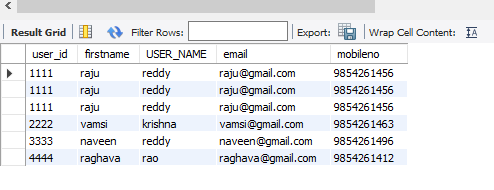 Result Grid Filter Rows: Export: Wrap Cell Content:
user_id firstname USER_NAME email mobileno
1111 raju reddy raju@gmail.com 9854261456
1111 raju reddy raju@gmail.com 9854261456
1111 raju reddy raju@gmail.com 9854261456
2222 vamsi krishna vamsi@gmail.com 9854261463
3333 naveen reddy naveen@gmail.com 9854261496
4444 raghava rao raghava@gmail.com 9854261412